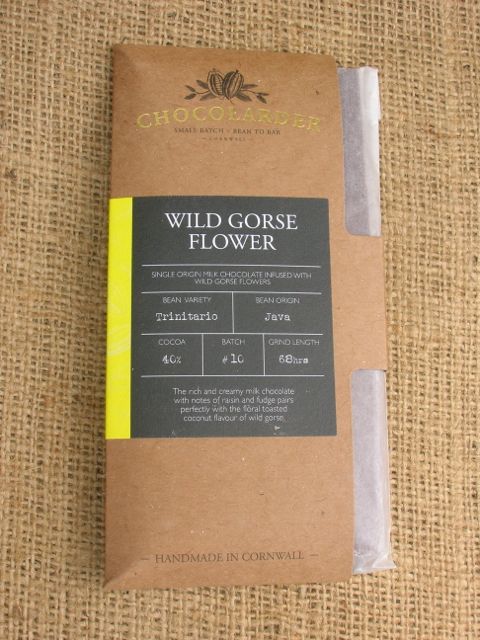 CHOCOLARDER
SMALL BATCH - BEAN TO BAR
- CORNWALL -
WILD GORSE
FLOWER
SINGLE ORIGIN MILK CHOCOLATE INFUSED WITH
WILD GORSE FLOWERS
BEAN VARIETY BEAN ORIGIN
Trinitario Java
COCOA BATCH GRIND LENGTH
40% #10 68hrs
The rich and creamy milk chocolate
with notes of raisin and fudge pairs
perfectly with the floral toasted
coconut flavour of wild gorse.
— HANDMADE IN CORNWALL —